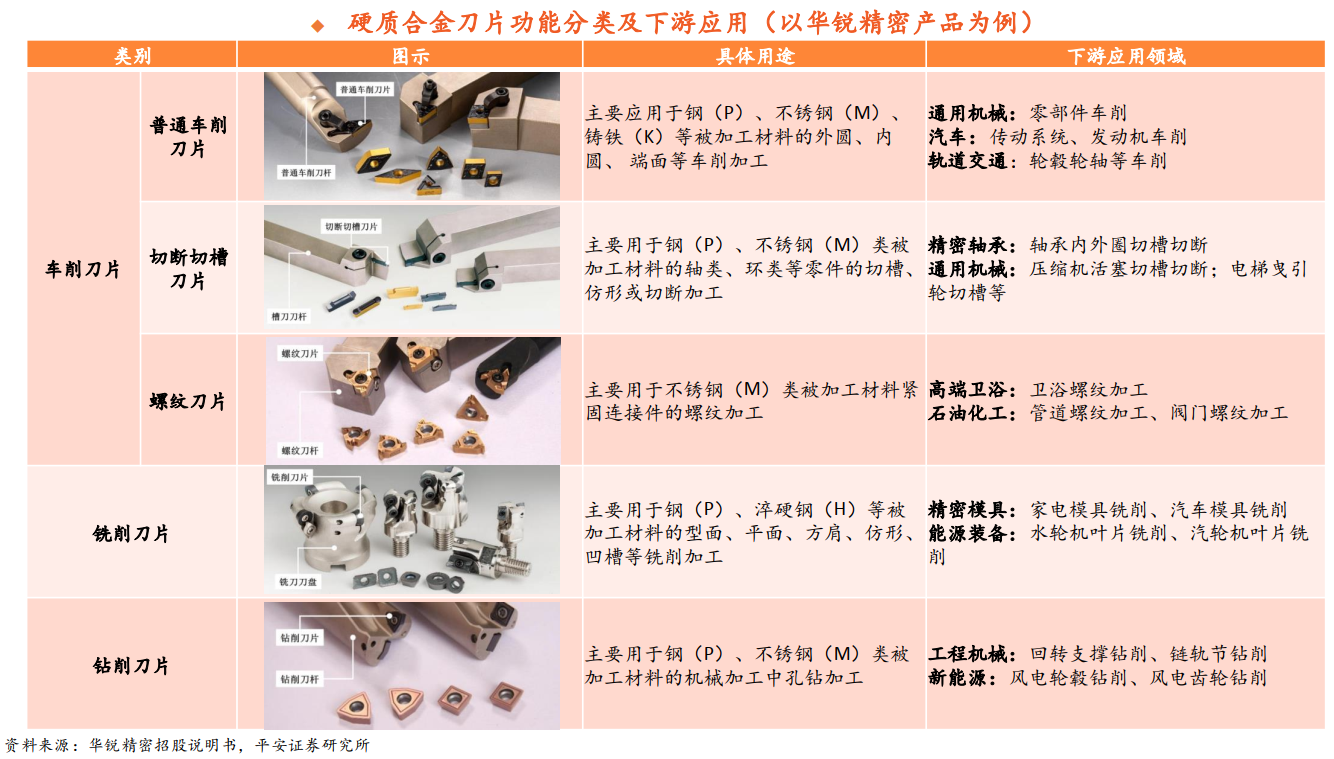 ◆ 硬质合金刀片功能分类及下游应用（以华锐精密产品为例）
类别 图示 具体用途 下游应用领域
车削刀片
普通车削
刀片
普通车削刀片
普通车削刀杆
主要应用于钢（P）、不锈钢（M）、
铸铁（K）等被加工材料的外圆、内
圆、 端面等车削加工
通用机械：零部件车削
汽车：传动系统、发动机车削
轨道交通：轮毂轮轴等车削
切断切槽
刀片
切断切槽刀片
槽刀刀杆
主要用于钢（P）、不锈钢（M）类被
加工材料的轴类、环类等零件的切槽、
仿形或切断加工
精密轴承：轴承内外圈切槽切断
通用机械：压缩机活塞切槽切断；电梯曳引
轮切槽等
螺纹刀片
螺纹刀片
螺纹刀杆
主要用于不锈钢（M）类被加工材料紧
固连接件的螺纹加工
高端卫浴：卫浴螺纹加工
石油化工：管道螺纹加工、阀门螺纹加工
铣削刀片
铣削刀片
铣刀刀盘
主要用于钢（P）、淬硬钢（H）等被
加工材料的型面、平面、方肩、仿形、
凹槽等铣削加工
精密模具：家电模具铣削、汽车模具铣削
能源装备：水轮机叶片铣削、汽轮机叶片铣
削
钻削刀片
钻削刀片
钻削刀杆
主要用于钢（P）、不锈钢（M）类被
加工材料的机械加工中孔钻加工
工程机械：回转支撑钻削、链轨节钻削
新能源：风电轮毂钻削、风电齿轮钻削
资料来源：华锐精密招股说明书，平安证券研究所